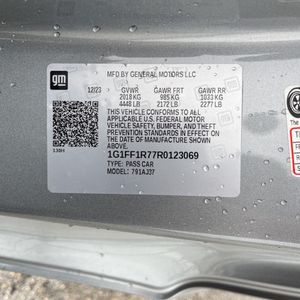 gm
MFD BY GENERAL MOTORS LLC
12/23 GVWR GAWR FRT GAWR RR
2018 KG 985 KG 1033 KG
4448 LB 2172 LB 2277 LB
THIS VEHICLE CONFORMS TO ALL
APPLICABLE U.S. FEDERAL MOTOR
VEHICLE SAFETY, BUMPER, AND THEFT
PREVENTION STANDARDS IN EFFECT ON
THE DATE OF MANUFACTURE SHOWN
ABOVE.
1G1FF1R77R0123069
TYPE: PASS CAR
MODEL: